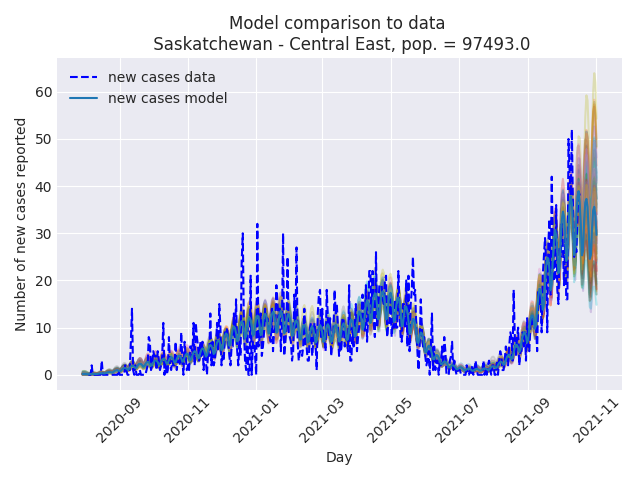 Model comparison to data
Saskatchewan - Central East, pop. = 97493.0
new cases data
new cases model
Number of new cases reported
60
50
40
30
20
10
0
2020-09
2020-11
2021-01
2021-03
2021-05
2021-07
2021-09
2021-11
Day